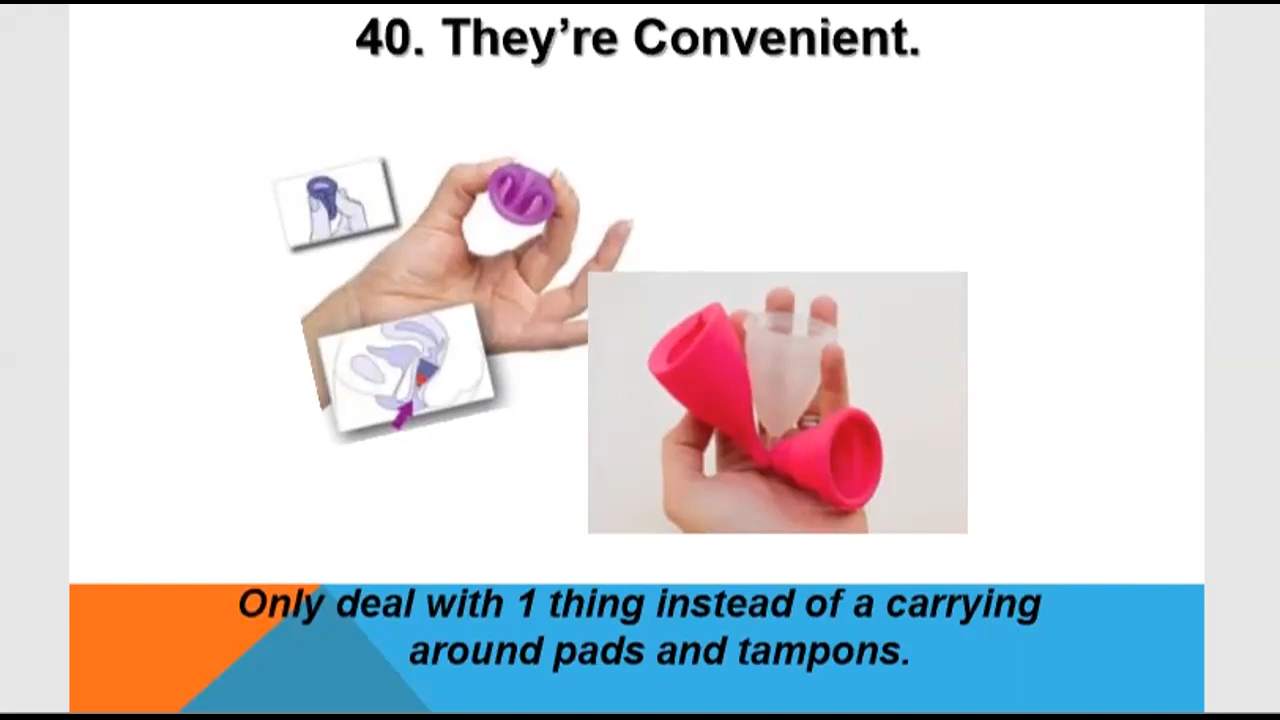 40. They’re Convenient.
Only deal with 1 thing instead of a carrying
around pads and tampons.